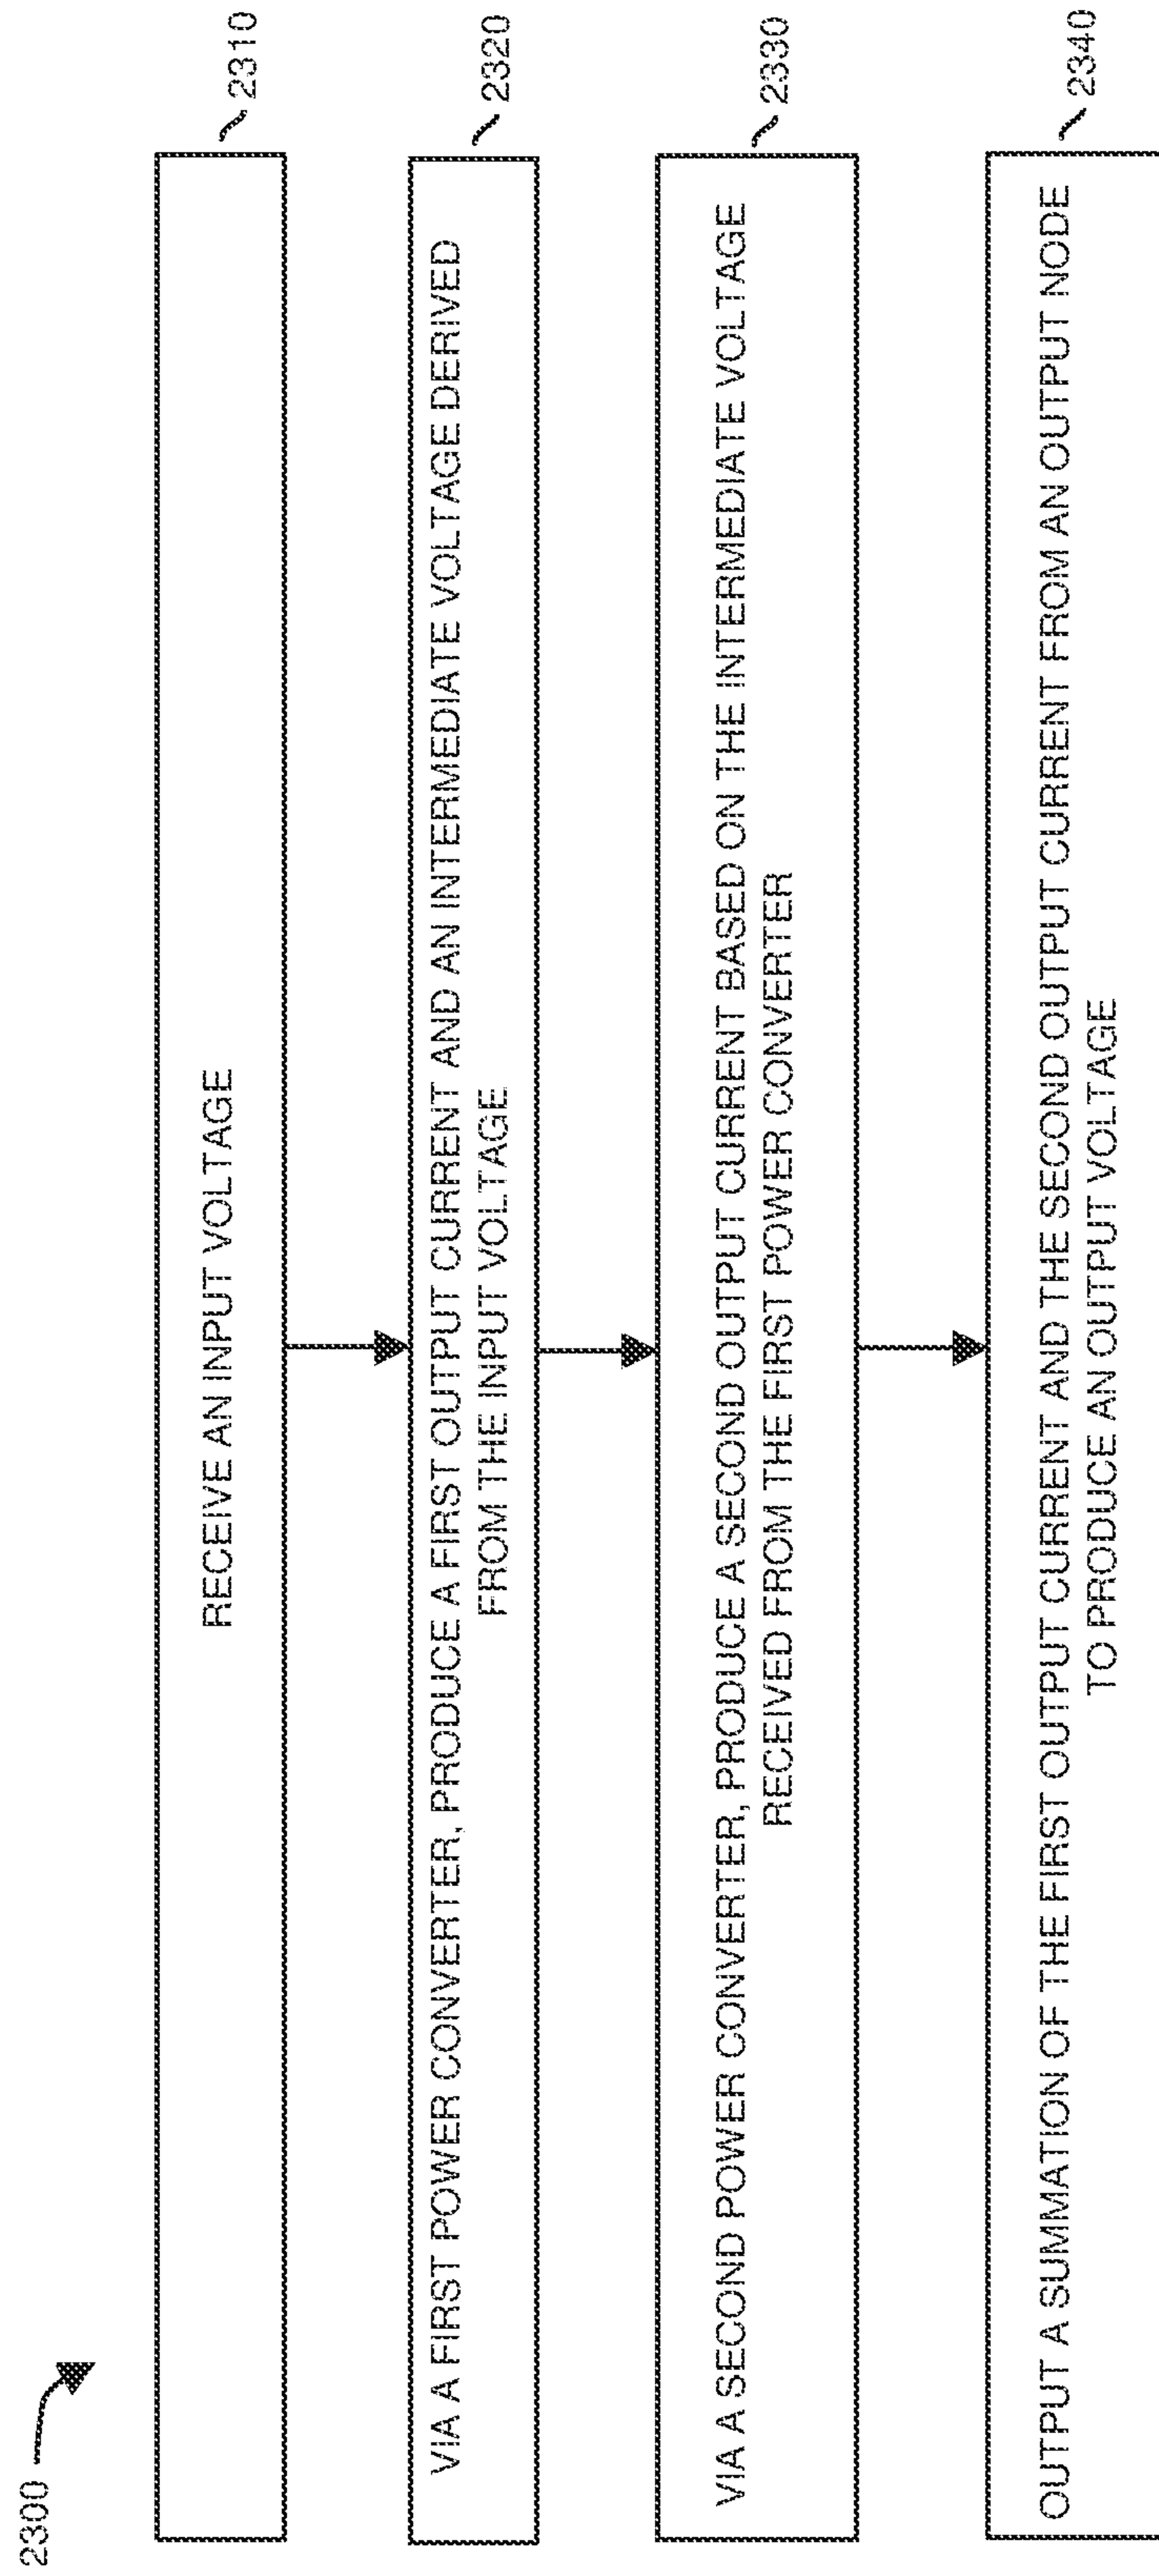 2300
RECEIVE AN INPUT VOLTAGE
2310
VIA A FIRST POWER CONVERTER, PRODUCE A FIRST OUTPUT CURRENT AND AN INTERMEDIATE VOLTAGE DERIVED
FROM THE INPUT VOLTAGE
2320
VIA A SECOND POWER CONVERTER, PRODUCE A SECOND OUTPUT CURRENT BASED ON THE INTERMEDIATE VOLTAGE
RECEIVED FROM THE FIRST POWER CONVERTER
2330
OUTPUT A SUMMATION OF THE FIRST OUTPUT CURRENT AND THE SECOND OUTPUT CURRENT FROM AN OUTPUT NODE
TO PRODUCE AN OUTPUT VOLTAGE
2340